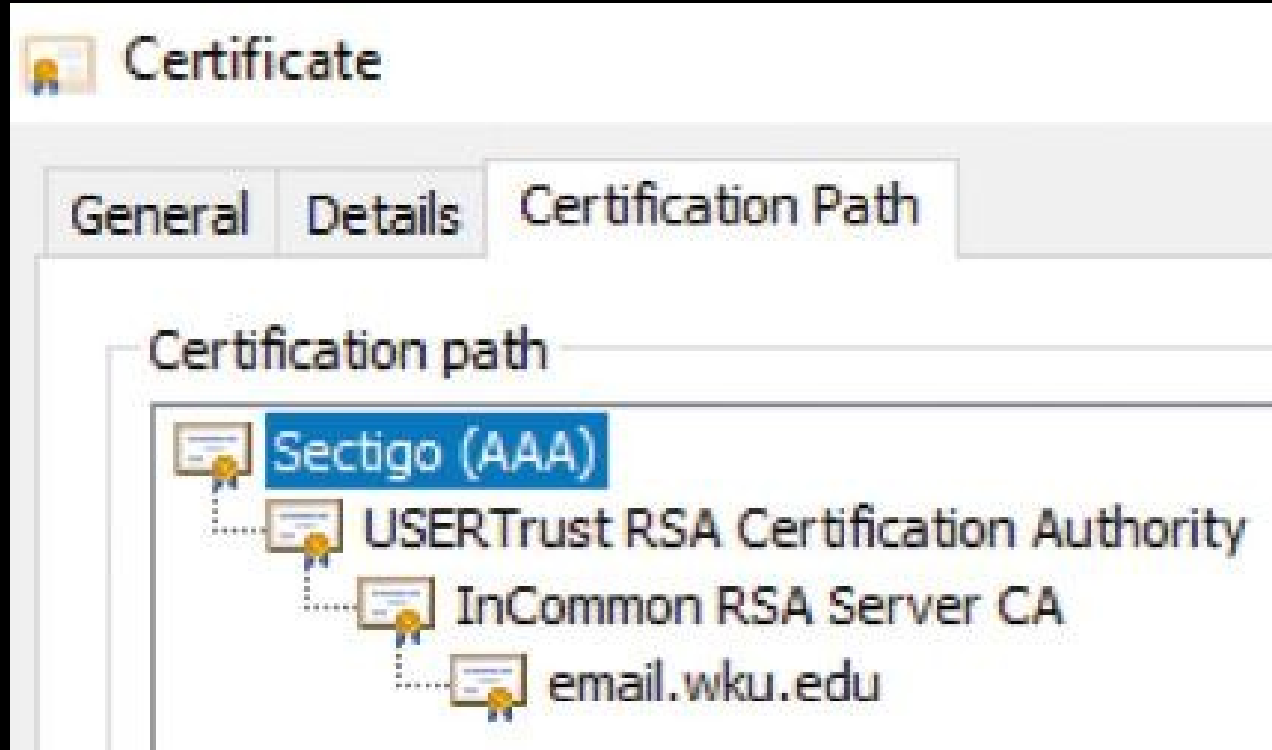 Certificate
General Details Certification Path
Certification path
Sectigo (AAA)
USERTrust RSA Certification Authority
InCommon RSA Server CA
email.wku.edu